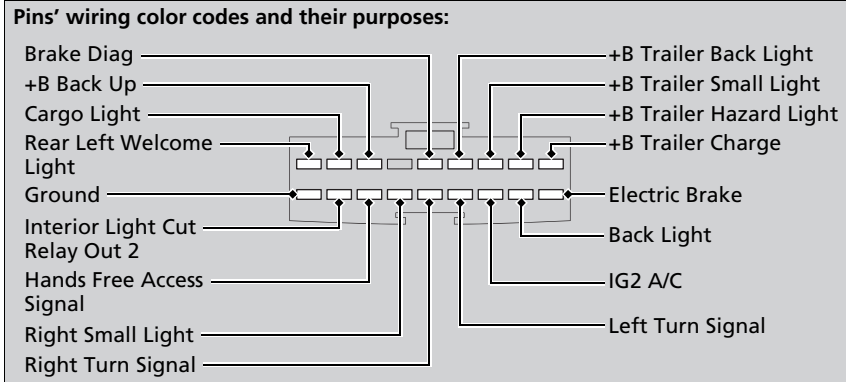 Pins' wiring color codes and their purposes:
Brake Diag
+B Back Up
Cargo Light
Rear Left Welcome
Light
Ground
Interior Light Cut
Relay Out 2
Hands Free Access
Signal
Right Small Light
Right Turn Signal
+B Trailer Back Light
+B Trailer Small Light
+B Trailer Hazard Light
+B Trailer Charge
Electric Brake
Back Light
IG2 A/C
Left Turn Signal